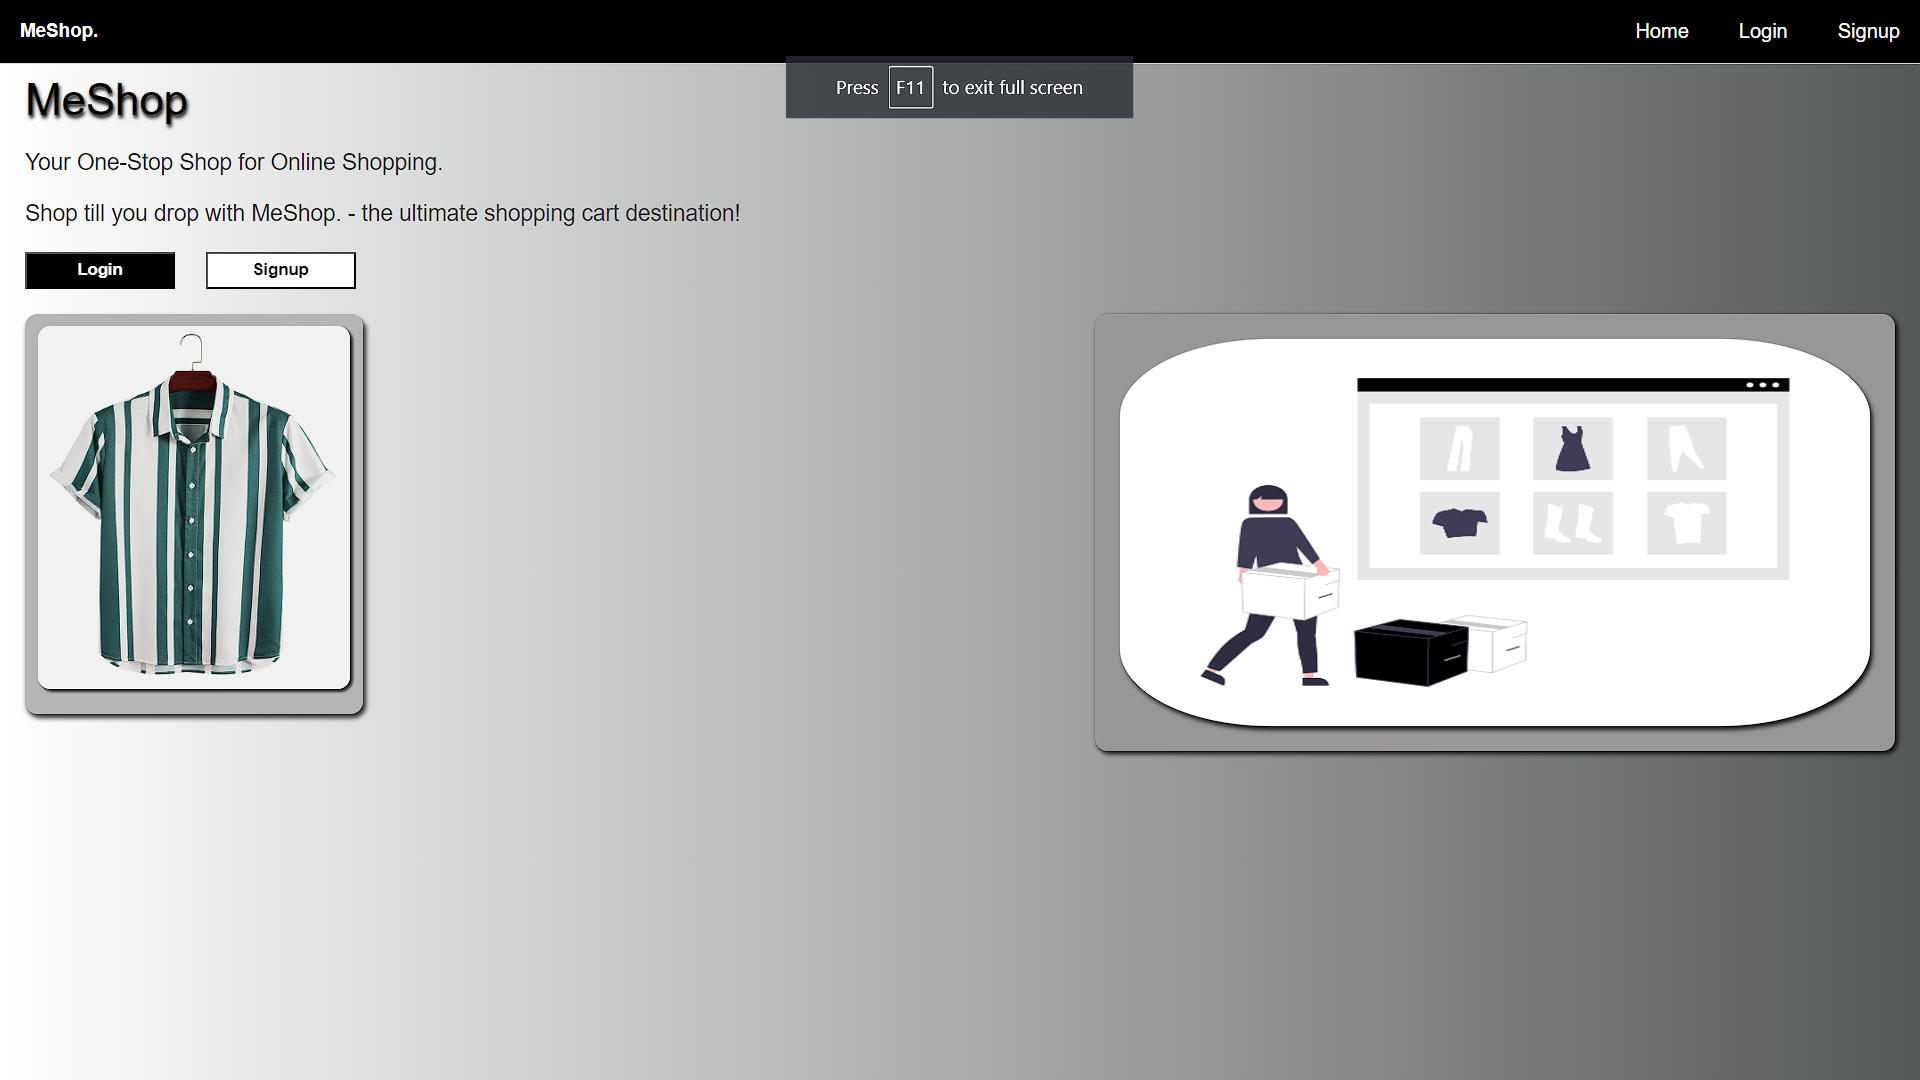 MeShop.
Home Login Signup
Press F11 to exit full screen
MeShop
Your One-Stop Shop for Online Shopping.
Shop till you drop with MeShop. - the ultimate shopping cart destination!
Login Signup